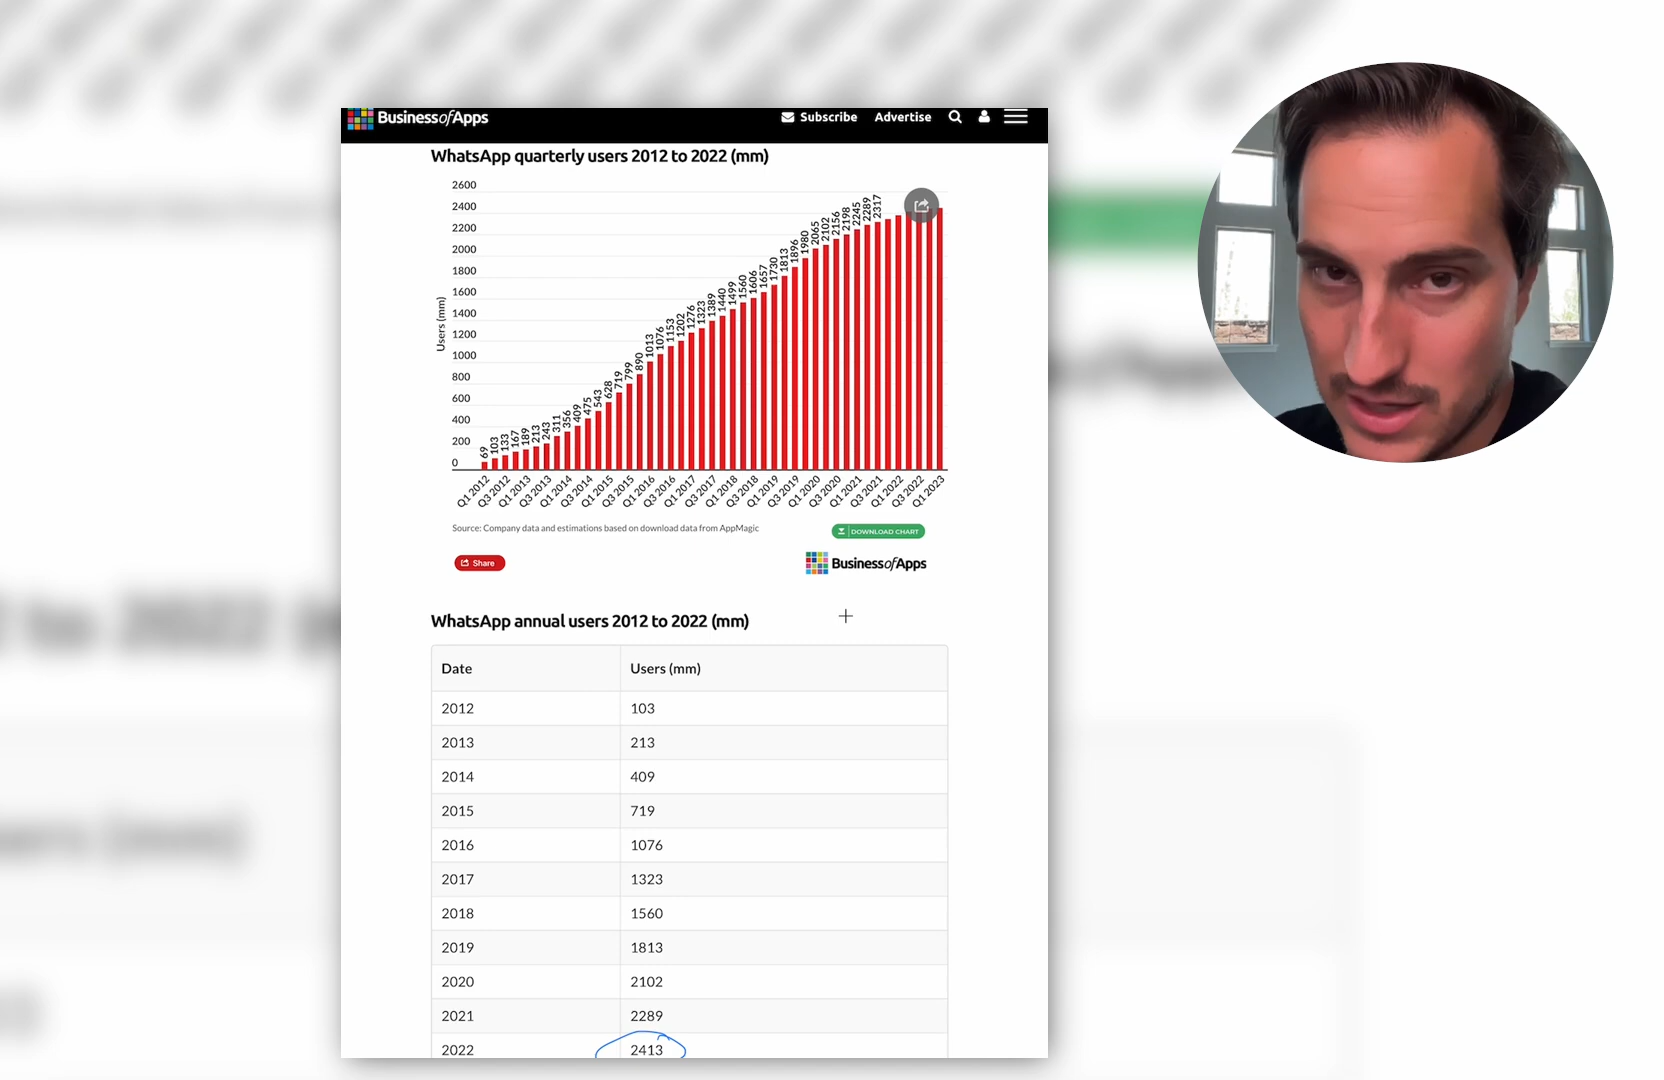 BusinessofApps Subscribe Advertise
WhatsApp quarterly users 2012 to 2022 (mm)
Users (mm)
2600
2400
2200
2000
1800
1600
1400
1200
1000
800
600
400
200
0
69 103 133 167 189 213 243 311 356 409 475 543 628 719 799 890 1013 1076 1153 1202 1276 1323 1389 1440 1499 1560 1606 1657 1730 1813 1896 1980 2065 2102 2156 2198 2245 2289 2317
Q1 2012 Q3 2012 Q1 2013 Q3 2013 Q1 2014 Q3 2014 Q1 2015 Q3 2015 Q1 2016 Q3 2016 Q1 2017 Q3 2017 Q1 2018 Q3 2018 Q1 2019 Q3 2019 Q1 2020 Q3 2020 Q1 2021 Q3 2021 Q1 2022 Q3 2022 Q1 2023
Source: Company data and estimations based on download data from AppMagic
DOWNLOAD CHART
Share
BusinessofApps
WhatsApp annual users 2012 to 2022 (mm)
Date Users (mm)
2012 103
2013 213
2014 409
2015 719
2016 1076
2017 1323
2018 1560
2019 1813
2020 2102
2021 2289
2022 2413
2 to 2022
sers (mm)